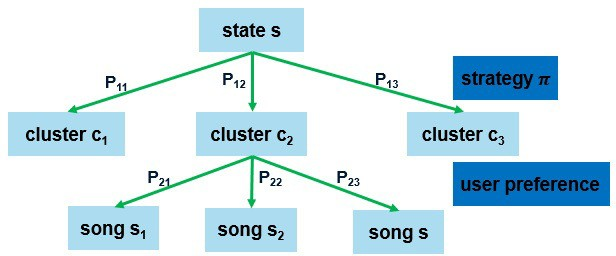 state s
P₁₁
P₁₂
P₁₃
strategy π
cluster c₁
cluster c₂
cluster c₃
P₂₁
P₂₂
P₂₃
user preference
song s₁
song s₂
song s